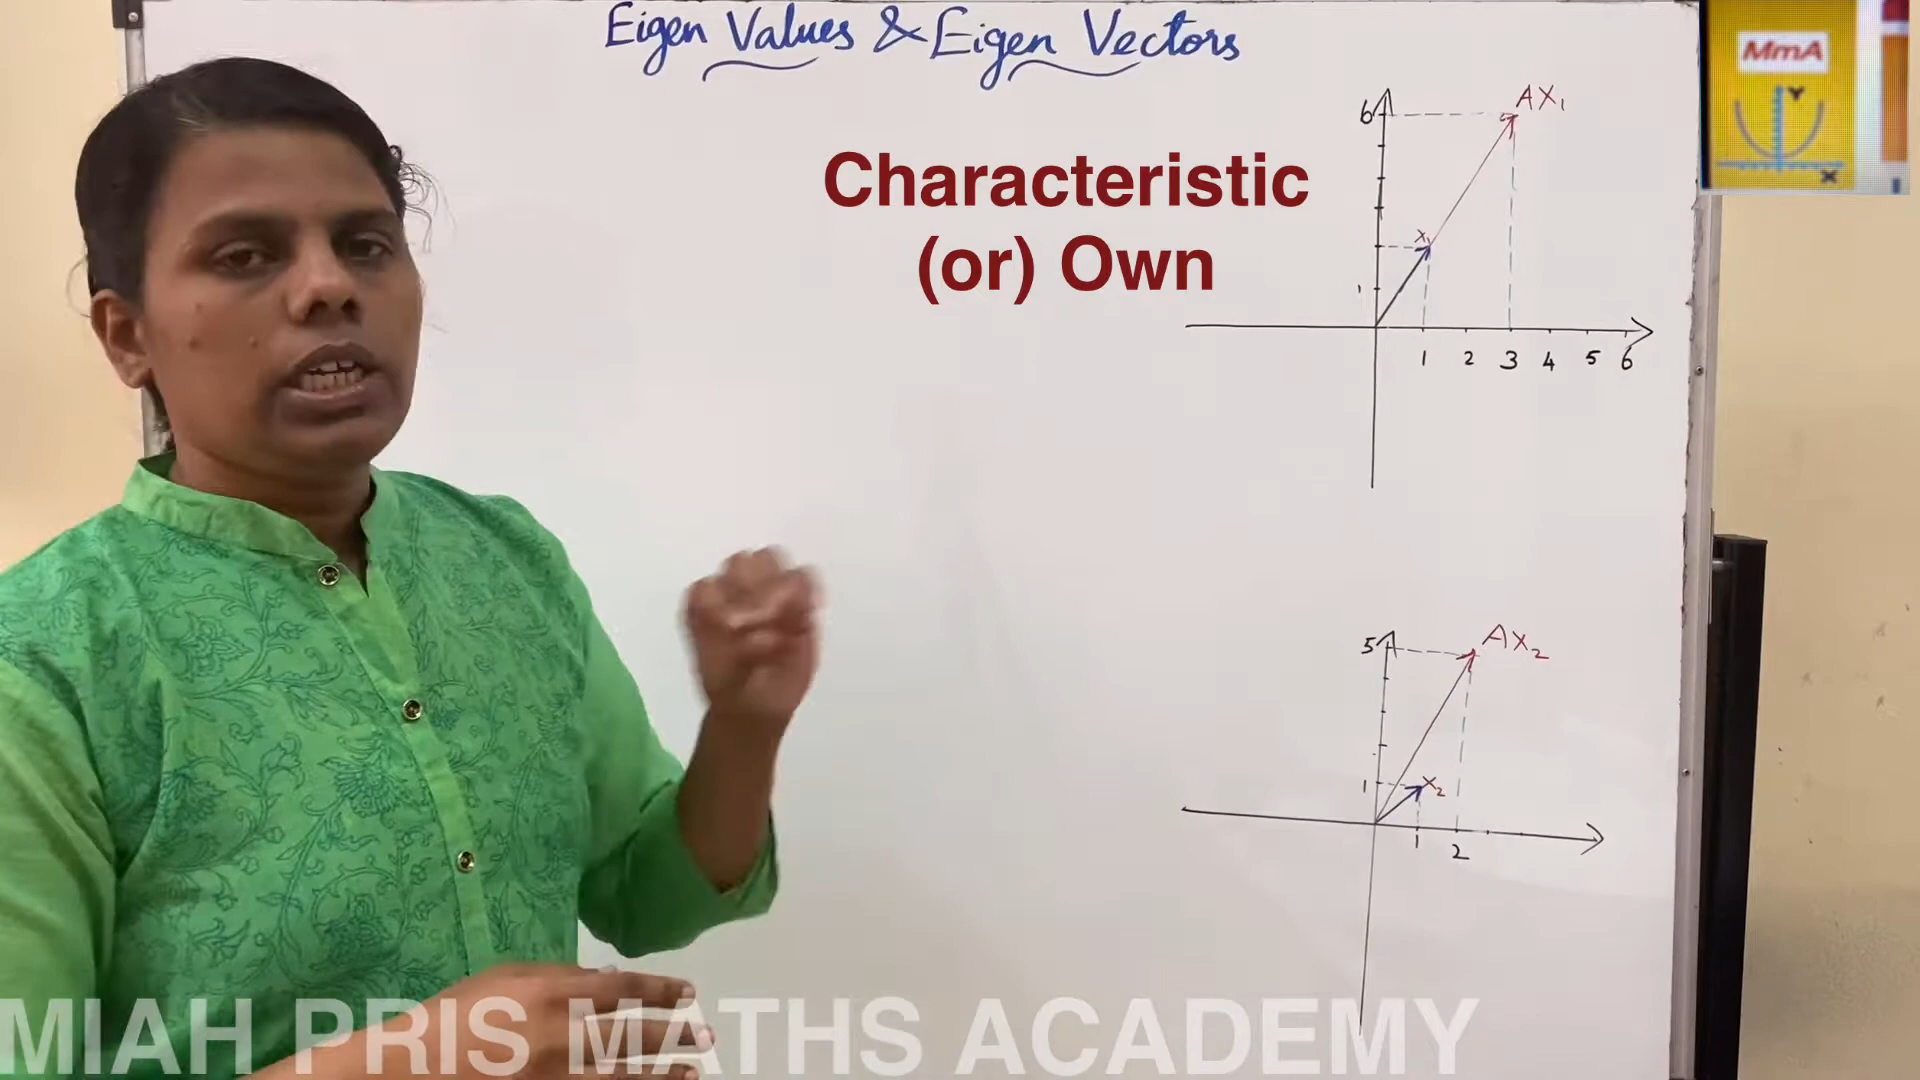 Eigen Values & Eigen Vectors
MmA
Y
X
Characteristic
(or) Own
6
AX₁
X₁
1
1 2 3 4 5 6
5
AX₂
1
X₂
1 2
MIAH PRIS MATHS ACADEMY